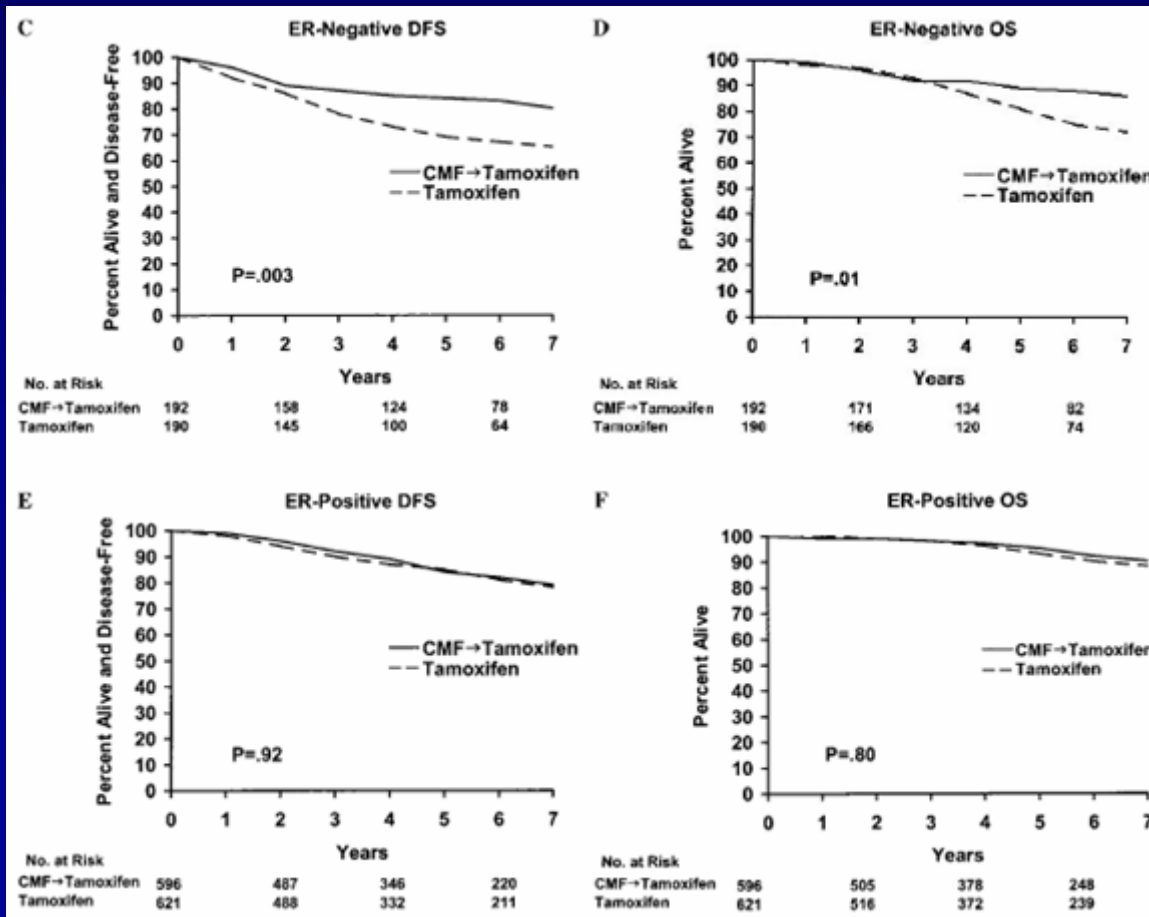 C
ER-Negative DFS
Percent Alive and Disease-Free
100
90
80
70
60
50
40
30
20
10
0
CMF→Tamoxifen
Tamoxifen
P=.003
0 1 2 3 4 5 6 7
Years
No. at Risk
CMF→Tamoxifen 192 158 124 78
Tamoxifen 190 145 100 64
D
ER-Negative OS
Percent Alive
100
90
80
70
60
50
40
30
20
10
0
CMF→Tamoxifen
Tamoxifen
P=.01
0 1 2 3 4 5 6 7
Years
No. at Risk
CMF→Tamoxifen 192 171 134 82
Tamoxifen 190 166 120 74
E
ER-Positive DFS
Percent Alive and Disease-Free
100
90
80
70
60
50
40
30
20
10
0
CMF→Tamoxifen
Tamoxifen
P=.92
0 1 2 3 4 5 6 7
Years
No. at Risk
CMF→Tamoxifen 596 487 346 220
Tamoxifen 621 488 332 211
F
ER-Positive OS
Percent Alive
100
90
80
70
60
50
40
30
20
10
0
CMF→Tamoxifen
Tamoxifen
P=.80
0 1 2 3 4 5 6 7
Years
No. at Risk
CMF→Tamoxifen 596 505 378 248
Tamoxifen 621 516 372 239